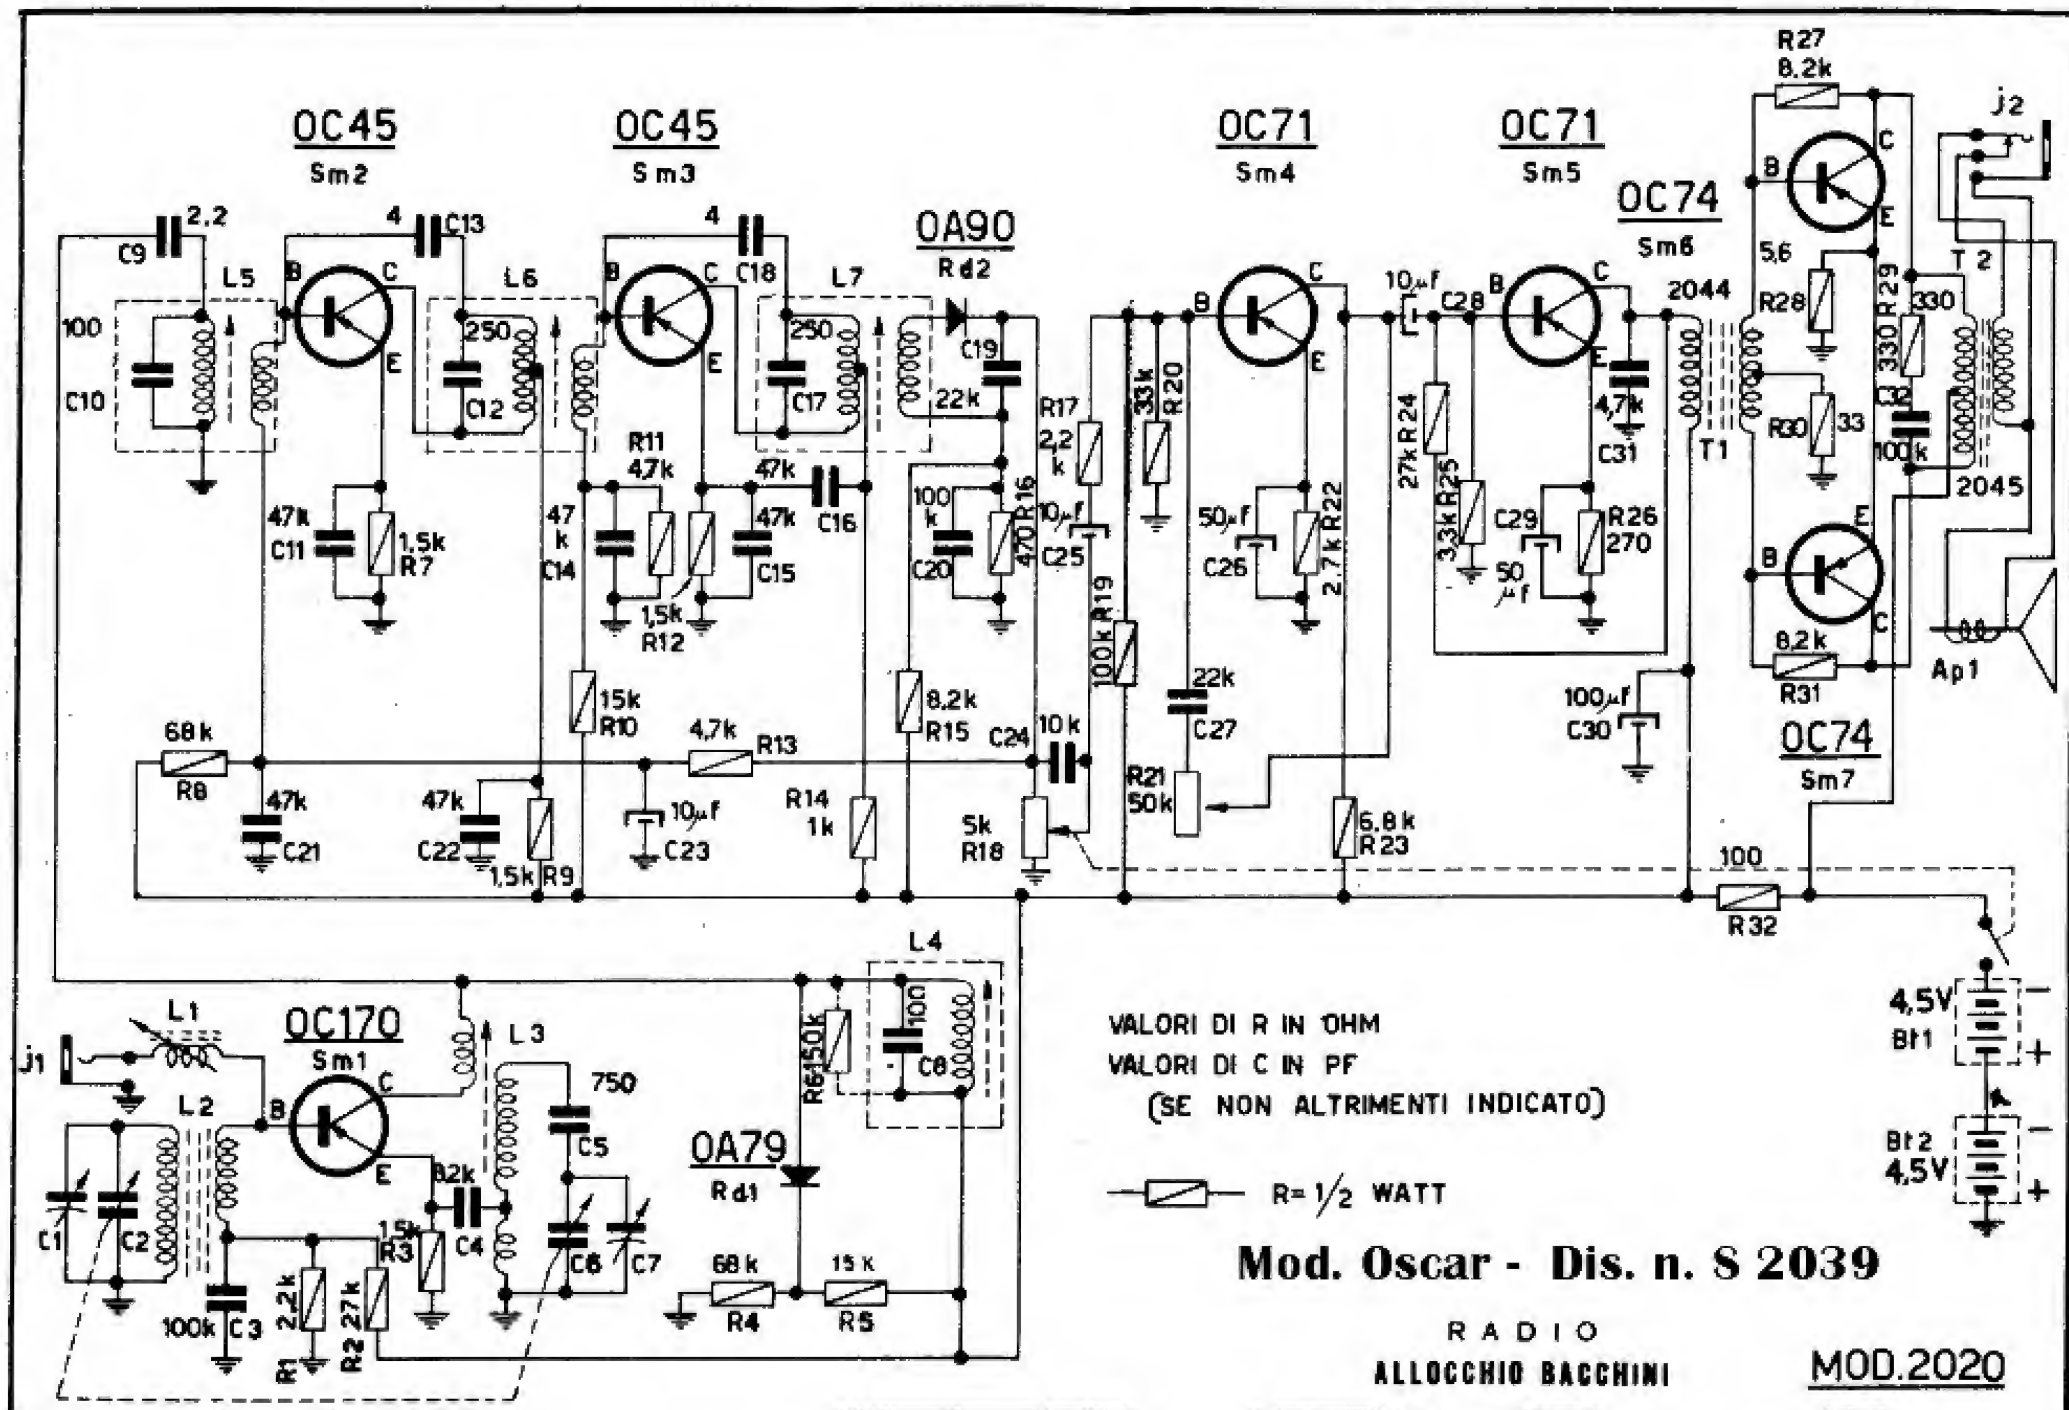 OC45
Sm2
OC45
Sm3
OA90
Rd2
OC71
Sm4
OC71
Sm5
OC74
Sm6
R27
8.2k
j2
2,2
C9
4
C13
4
C18
L5
L6
L7
B
C
E
B
C
E
B
C
E
B
C
E
B
C
E
100
C10
250
C12
250
C17
C19
22k
10µf
C28
2044
T1
5,6
R28
R30
33
330 R29
330
C32
100k
T2
2045
R17
2,2
k
33k R20
27k R24
4,7k
C31
47k
C11
1,5k
R7
R11
4,7k
47
k
C14
47k
47k
C15
C16
1,5k
R12
100
k
C20
470 R16
10µf
C25
100k R19
50µf
C26
2.7k R22
3,3k R25
C29
50
µf
R26
270
B
E
C
8,2k
R31
Ap1
OC74
Sm7
68k
R8
15k
R10
4,7k
R13
8.2k
R15
C24
10k
22k
C27
R21
50k
100µf
C30
47k
C21
47k
C22
1,5k R9
10µf
C23
R14
1k
5k
R18
6.8k
R23
100
R32
L4
100
C8
R6 150k
L1
j1
OC170
Sm1
L3
750
C5
L2
B
C
E
C1
C2
82k
C4
1,5k
R3
C6
C7
OA79
Rd1
68k
R4
15k
R5
100k
C3
2,2k
R1
27k
R2
4,5V
Bt1
−
+
Bt2
4,5V
−
+
VALORI DI R IN OHM
VALORI DI C IN PF
(SE NON ALTRIMENTI INDICATO)
R=1/2 WATT
Mod. Oscar - Dis. n. S 2039
RADIO
ALLOCCHIO BACCHINI
MOD.2020